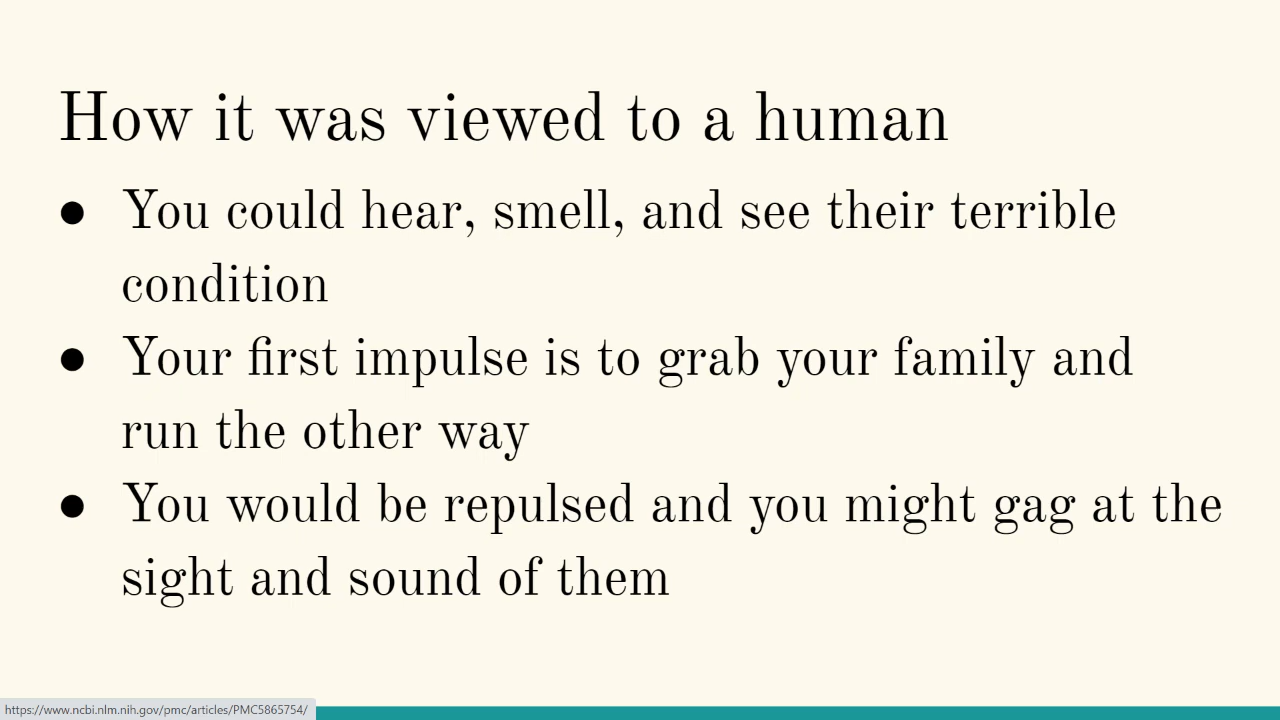 How it was viewed to a human
● You could hear, smell, and see their terrible
condition
● Your first impulse is to grab your family and
run the other way
● You would be repulsed and you might gag at the
sight and sound of them
https://www.ncbi.nlm.nih.gov/pmc/articles/PMC5865754/